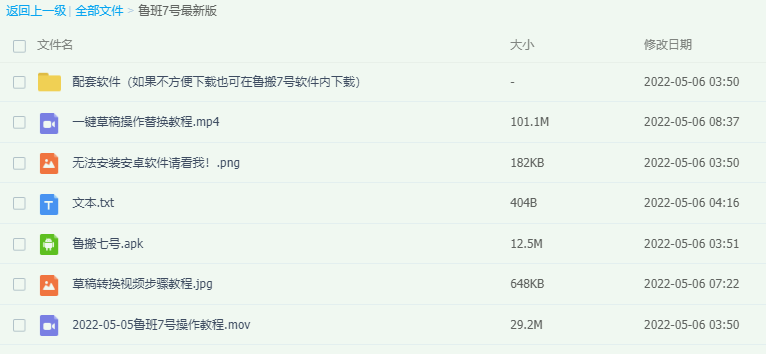 返回上一级 | 全部文件 > 鲁班7号最新版
文件名 大小 修改日期
配套软件（如果不方便下载也可在鲁搬7号软件内下载） - 2022-05-06 03:50
一键草稿操作替换教程.mp4 101.1M 2022-05-06 08:37
无法安装安卓软件请看我！.png 182KB 2022-05-06 03:50
文本.txt 404B 2022-05-06 04:16
鲁搬七号.apk 12.5M 2022-05-06 03:51
草稿转换视频步骤教程.jpg 648KB 2022-05-06 07:22
2022-05-05鲁班7号操作教程.mov 29.2M 2022-05-06 03:50